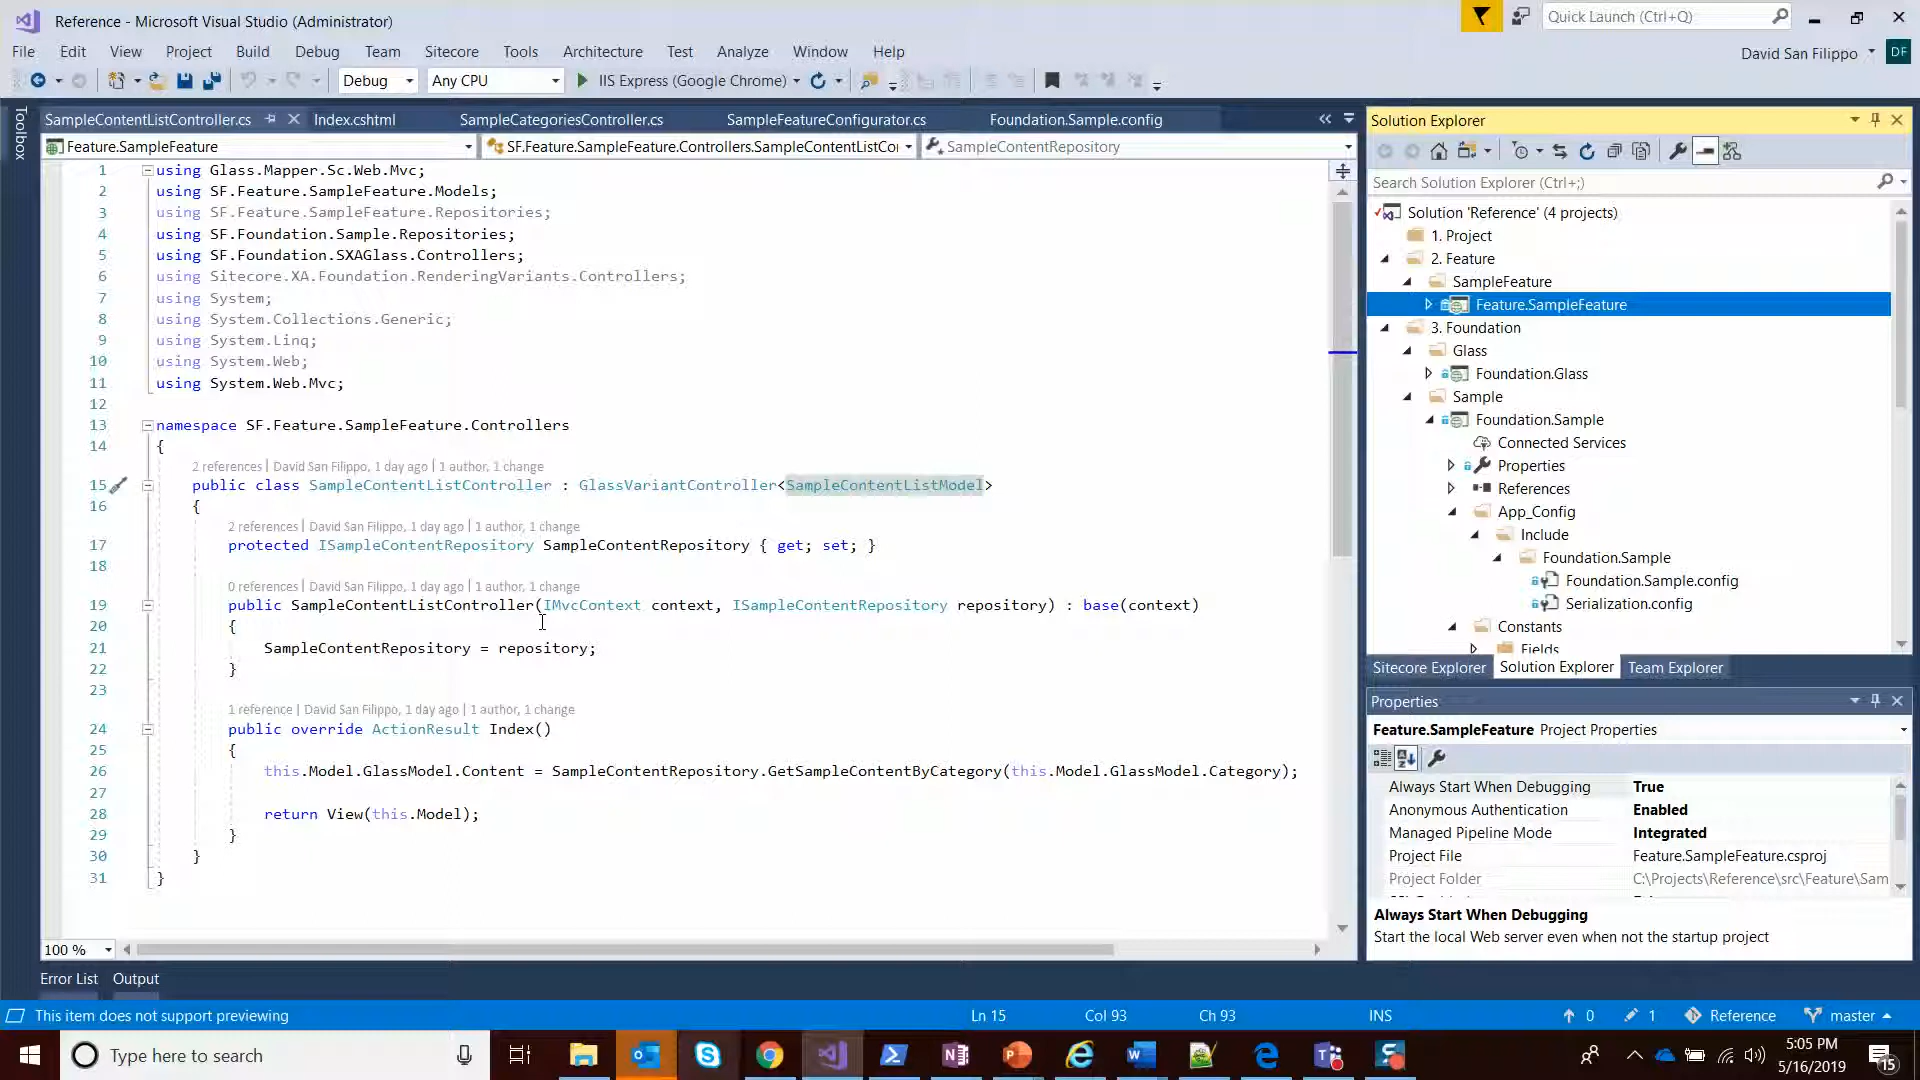 Reference - Microsoft Visual Studio (Administrator)
Quick Launch (Ctrl+Q)
File Edit View Project Build Debug Team Sitecore Tools Architecture Test Analyze Window Help
David San Filippo DF
Debug Any CPU IIS Express (Google Chrome)
Toolbox
SampleContentListController.cs Index.cshtml SampleCategoriesController.cs SampleFeatureConfigurator.cs Foundation.Sample.config
Feature.SampleFeature SF.Feature.SampleFeature.Controllers.SampleContentListCo SampleContentRepository
1 using Glass.Mapper.Sc.Web.Mvc;
2 using SF.Feature.SampleFeature.Models;
3 using SF.Feature.SampleFeature.Repositories;
4 using SF.Foundation.Sample.Repositories;
5 using SF.Foundation.SXAGlass.Controllers;
6 using Sitecore.XA.Foundation.RenderingVariants.Controllers;
7 using System;
8 using System.Collections.Generic;
9 using System.Linq;
10 using System.Web;
11 using System.Web.Mvc;
12
13 namespace SF.Feature.SampleFeature.Controllers
14 {
2 references | David San Filippo, 1 day ago | 1 author, 1 change
15 public class SampleContentListController : GlassVariantController<SampleContentListModel>
16 {
2 references | David San Filippo, 1 day ago | 1 author, 1 change
17 protected ISampleContentRepository SampleContentRepository { get; set; }
18
0 references | David San Filippo, 1 day ago | 1 author, 1 change
19 public SampleContentListController(IMvcContext context, ISampleContentRepository repository) : base(context)
20 {
21 SampleContentRepository = repository;
22 }
23
1 reference | David San Filippo, 1 day ago | 1 author, 1 change
24 public override ActionResult Index()
25 {
26 this.Model.GlassModel.Content = SampleContentRepository.GetSampleContentByCategory(this.Model.GlassModel.Category);
27
28 return View(this.Model);
29 }
30 }
31 }
100 %
Error List Output
Solution Explorer
Search Solution Explorer (Ctrl+;)
Solution 'Reference' (4 projects)
1. Project
2. Feature
SampleFeature
Feature.SampleFeature
3. Foundation
Glass
Foundation.Glass
Sample
Foundation.Sample
Connected Services
Properties
References
App_Config
Include
Foundation.Sample
Foundation.Sample.config
Serialization.config
Constants
Fields
Sitecore Explorer Solution Explorer Team Explorer
Properties
Feature.SampleFeature Project Properties
Always Start When Debugging True
Anonymous Authentication Enabled
Managed Pipeline Mode Integrated
Project File Feature.SampleFeature.csproj
Project Folder C:\Projects\Reference\src\Feature\Sam
Always Start When Debugging
Start the local Web server even when not the startup project
This item does not support previewing Ln 15 Col 93 Ch 93 INS 0 1 Reference master
Type here to search
5:05 PM
5/16/2019
15